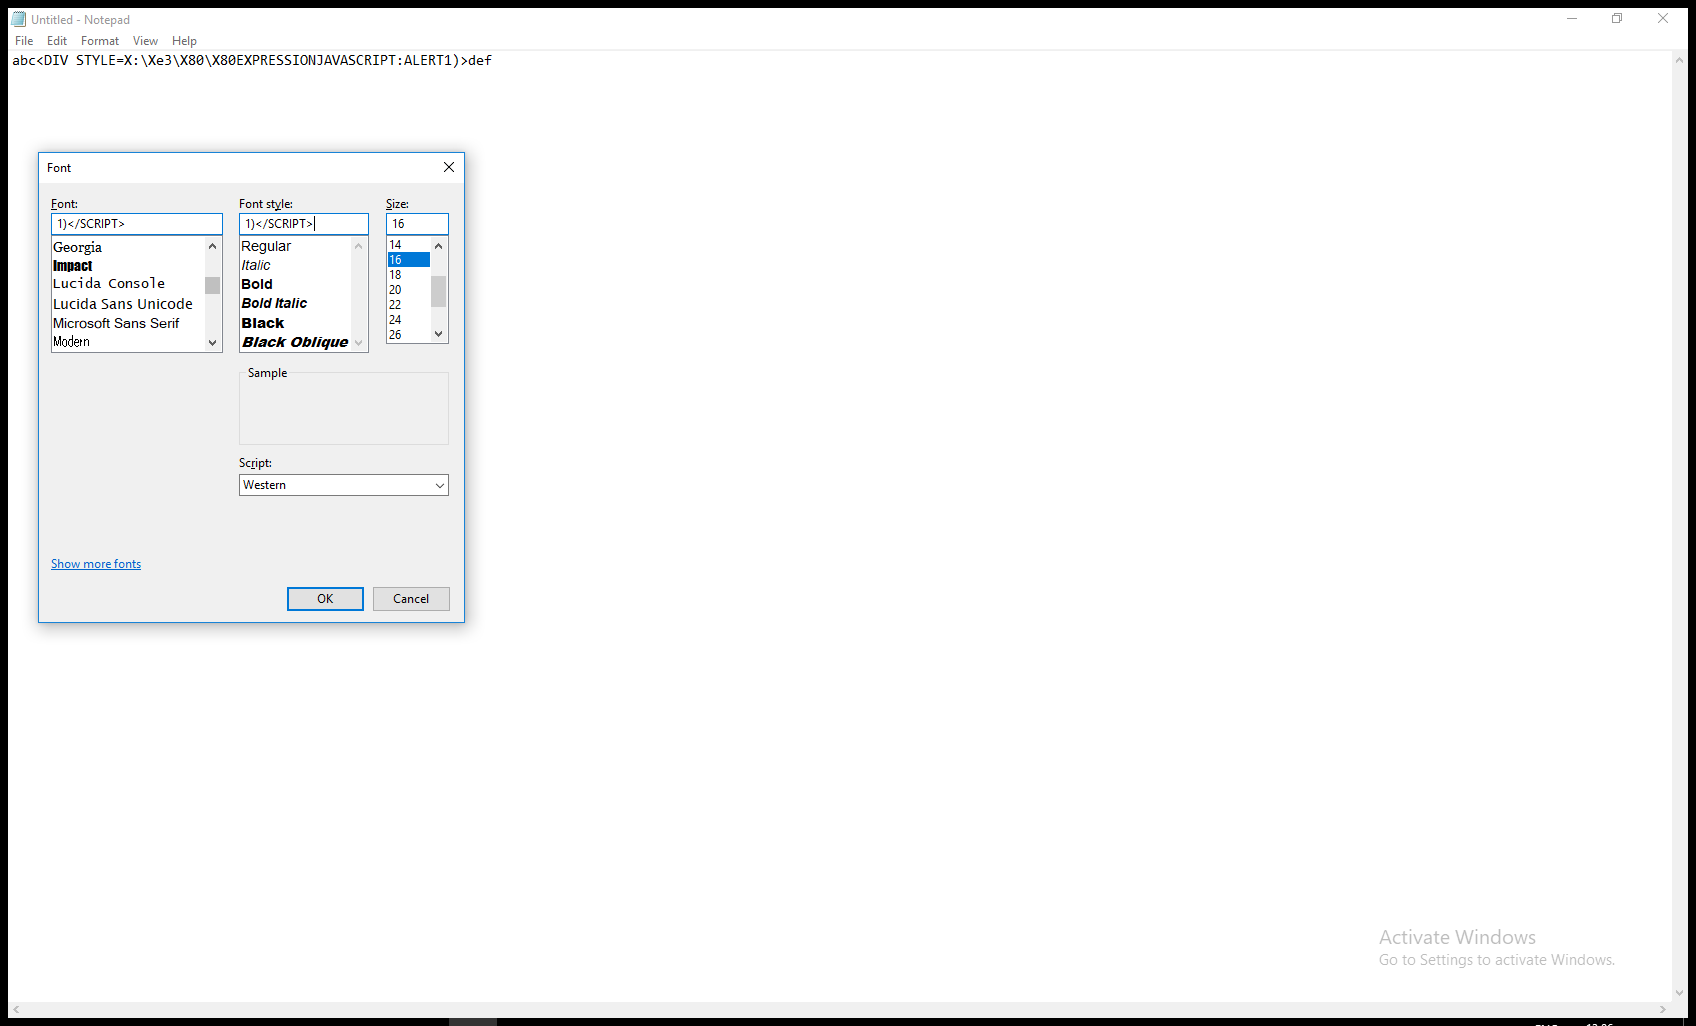 Untitled - Notepad
File Edit Format View Help
abc<DIV STYLE=X:\Xe3\X80\X80EXPRESSIONJAVASCRIPT:ALERT1)>def
Font
Font: Font style: Size:
1)</SCRIPT> 1)</SCRIPT> 16
Georgia
Impact
Lucida Console
Lucida Sans Unicode
Microsoft Sans Serif
Modern
Regular
Italic
Bold
Bold Italic
Black
Black Oblique
14
16
18
20
22
24
26
Sample
Script:
Western
Show more fonts
OK Cancel
Activate Windows
Go to Settings to activate Windows.